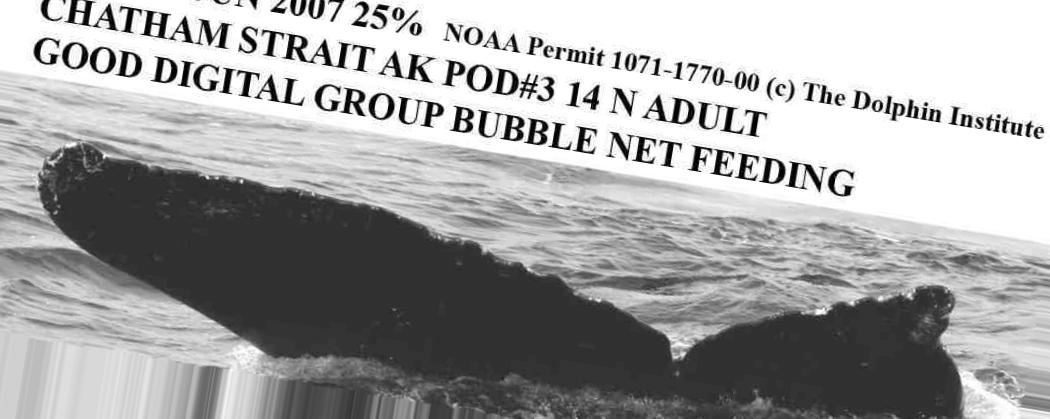 2007 25% NOAA Permit 1071-1770-00 (c) The Dolphin Institute
CHATHAM STRAIT AK POD#3 14 N ADULT
GOOD DIGITAL GROUP BUBBLE NET FEEDING